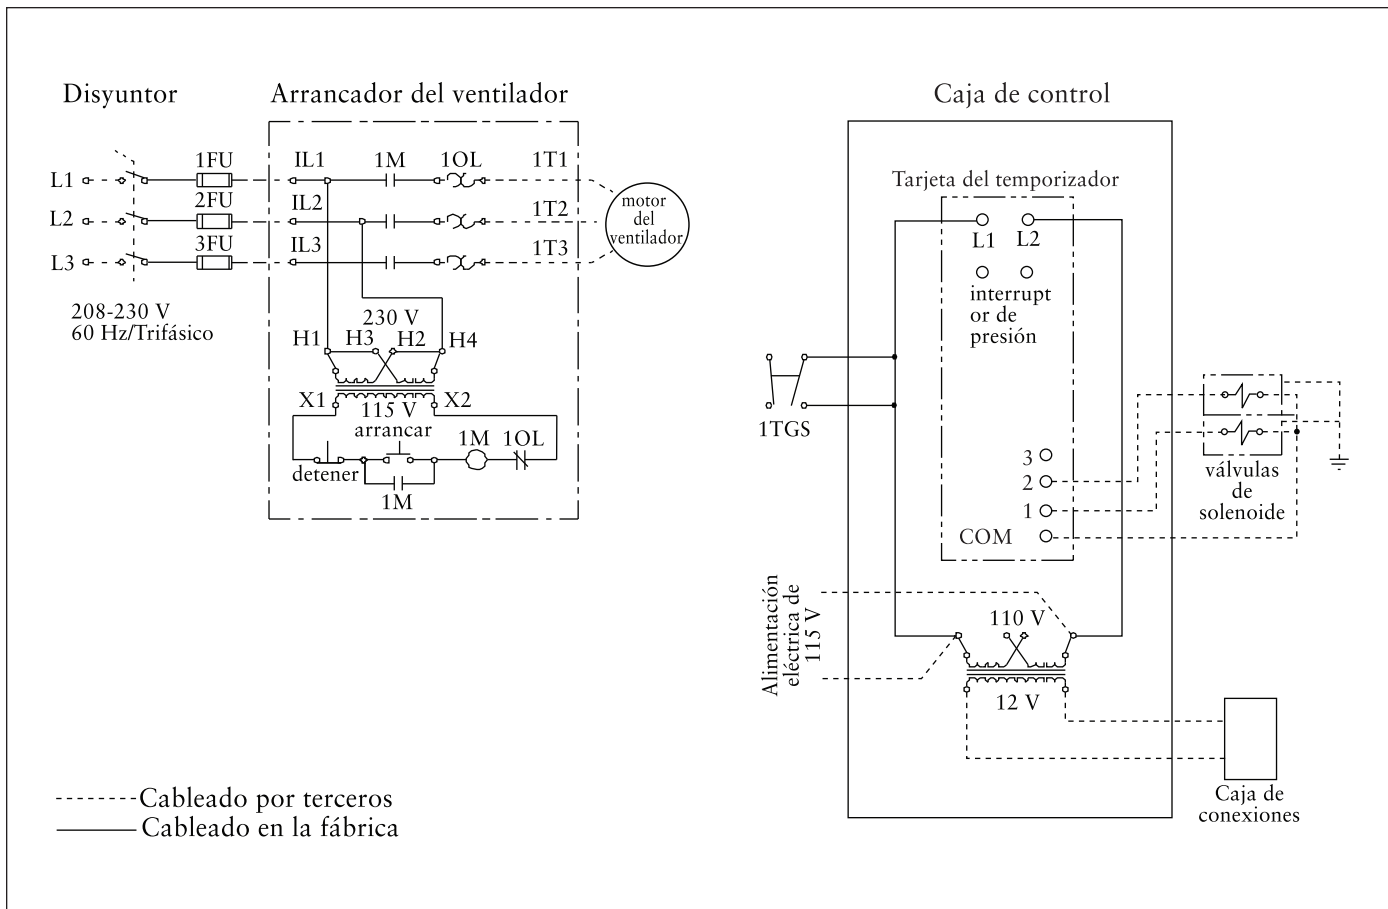 Disyuntor
Arrancador del ventilador
Caja de control
1FU
IL1
1M
1OL
1T1
L1
2FU
IL2
1T2
L2
3FU
IL3
1T3
L3
motor
del
ventilador
208-230 V
60 Hz/Trifásico
230 V
H1
H3
H2
H4
X1
115 V
X2
arrancar
1M
1OL
detener
1M
Tarjeta del temporizador
L1
L2
interrupt
or de
presión
1TGS
3
2
1
COM
válvulas
de
solenoide
Alimentación
eléctrica de
115 V
110 V
12 V
Caja de
conexiones
Cableado por terceros
Cableado en la fábrica